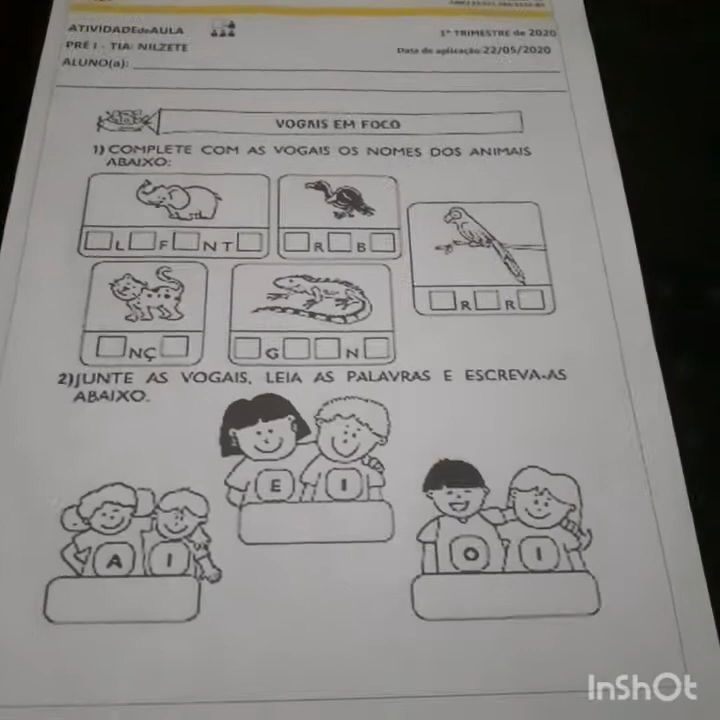 ATIVIDADEdeAULA
1º TRIMESTRE de 2020
PRÉ I - TIA: NILZETE
Data de aplicação 22/05/2020
ALUNO(a):
VOGAIS EM FOCO
1) COMPLETE COM AS VOGAIS OS NOMES DOS ANIMAIS
ABAIXO:
L F N T
R B
R R
NÇ
G N
2) JUNTE AS VOGAIS, LEIA AS PALAVRAS E ESCREVA-AS
ABAIXO.
E I
A I
O I
InShOt